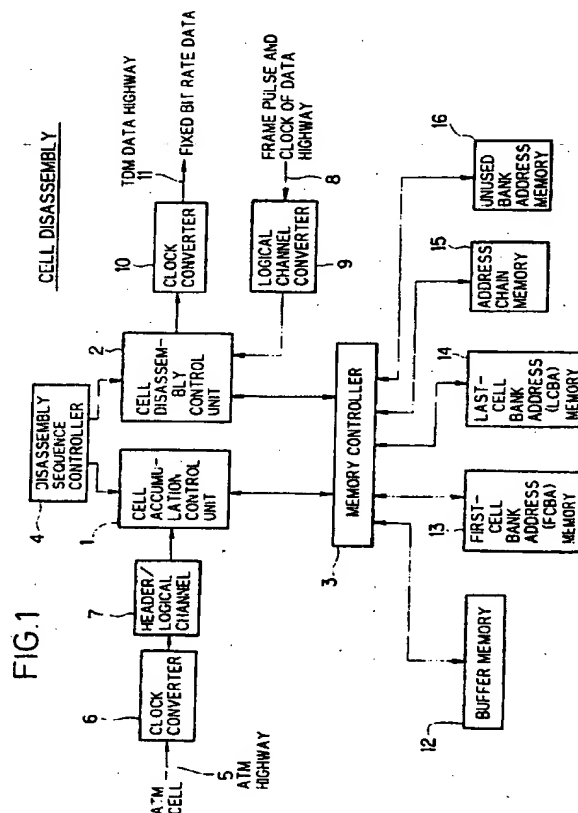 FIG.1
CELL DISASSEMBLY
4
DISASSEMBLY
SEQUENCE
CONTROLLER
ATM
CELL
5
ATM
HIGHWAY
6
CLOCK
CONVERTER
7
HEADER/
LOGICAL
CHANNEL
1
CELL
ACCUMU-
LATION
CONTROL
UNIT
2
CELL
DISASSEM-
BLY
CONTROL
UNIT
10
CLOCK
CONVERTER
TDM DATA HIGHWAY
11
FIXED BIT RATE DATA
FRAME PULSE AND
CLOCK OF DATA
HIGHWAY
8
LOGICAL
CHANNEL
CONVERTER
9
3
MEMORY CONTROLLER
12
BUFFER MEMORY
13
FIRST-
CELL
BANK
ADDRESS
(FCBA)
MEMORY
14
LAST-
CELL
BANK
ADDRESS
(LCBA)
MEMORY
15
ADDRESS
CHAIN
MEMORY
16
UNUSED
BANK
ADDRESS
MEMORY